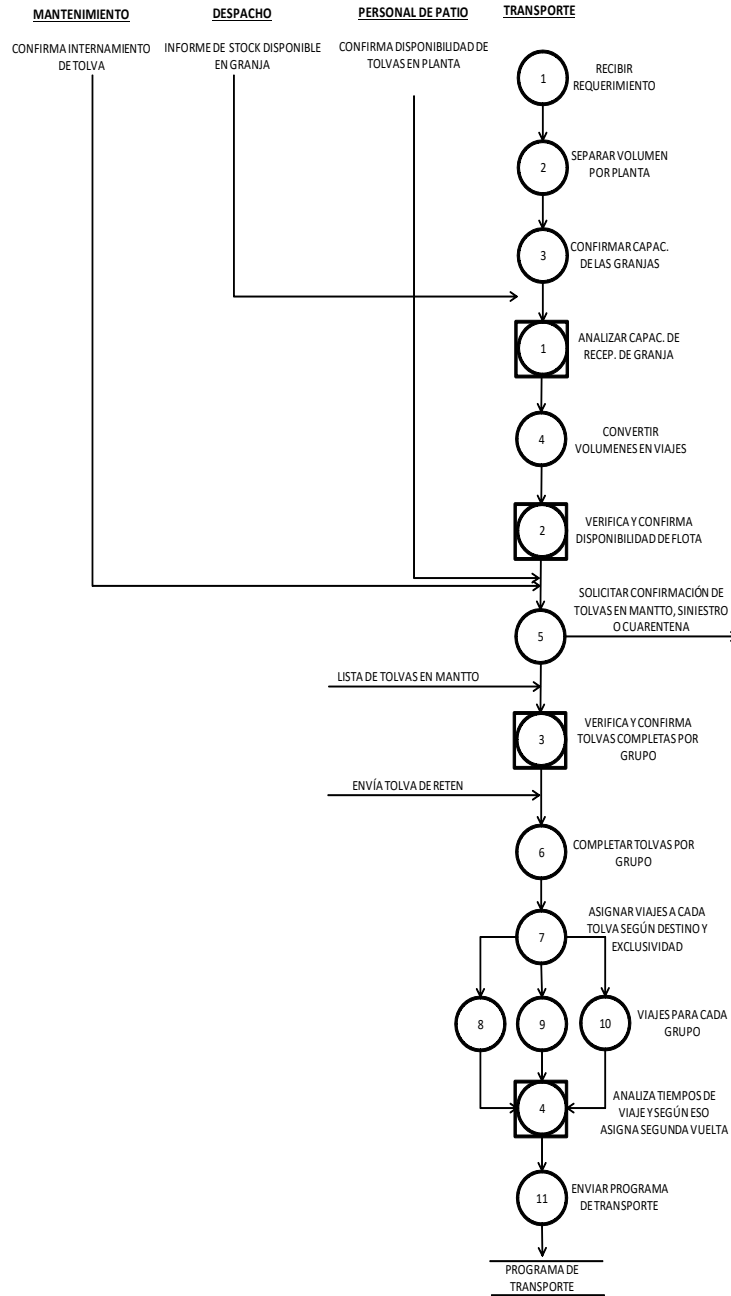 MANTENIMIENTO
DESPACHO
PERSONAL DE PATIO
TRANSPORTE
CONFIRMA INTERNAMIENTO
DE TOLVA
INFORME DE STOCK DISPONIBLE
EN GRANJA
CONFIRMA DISPONIBILIDAD DE
TOLVAS EN PLANTA
1
RECIBIR
REQUERIMIENTO
2
SEPARAR VOLUMEN
POR PLANTA
3
CONFIRMAR CAPAC.
DE LAS GRANJAS
1
ANALIZAR CAPAC. DE
RECEP. DE GRANJA
4
CONVERTIR
VOLUMENES EN VIAJES
2
VERIFICA Y CONFIRMA
DISPONIBILIDAD DE FLOTA
5
SOLICITAR CONFIRMACIÓN DE
TOLVAS EN MANTTO, SINIESTRO
O CUARENTENA
LISTA DE TOLVAS EN MANTTO
3
VERIFICA Y CONFIRMA
TOLVAS COMPLETAS POR
GRUPO
ENVÍA TOLVA DE RETEN
6
COMPLETAR TOLVAS POR
GRUPO
7
ASIGNAR VIAJES A CADA
TOLVA SEGÚN DESTINO Y
EXCLUSIVIDAD
8
9
10
VIAJES PARA CADA
GRUPO
4
ANALIZA TIEMPOS DE
VIAJE Y SEGÚN ESO
ASIGNA SEGUNDA VUELTA
11
ENVIAR PROGRAMA
DE TRANSPORTE
PROGRAMA DE
TRANSPORTE